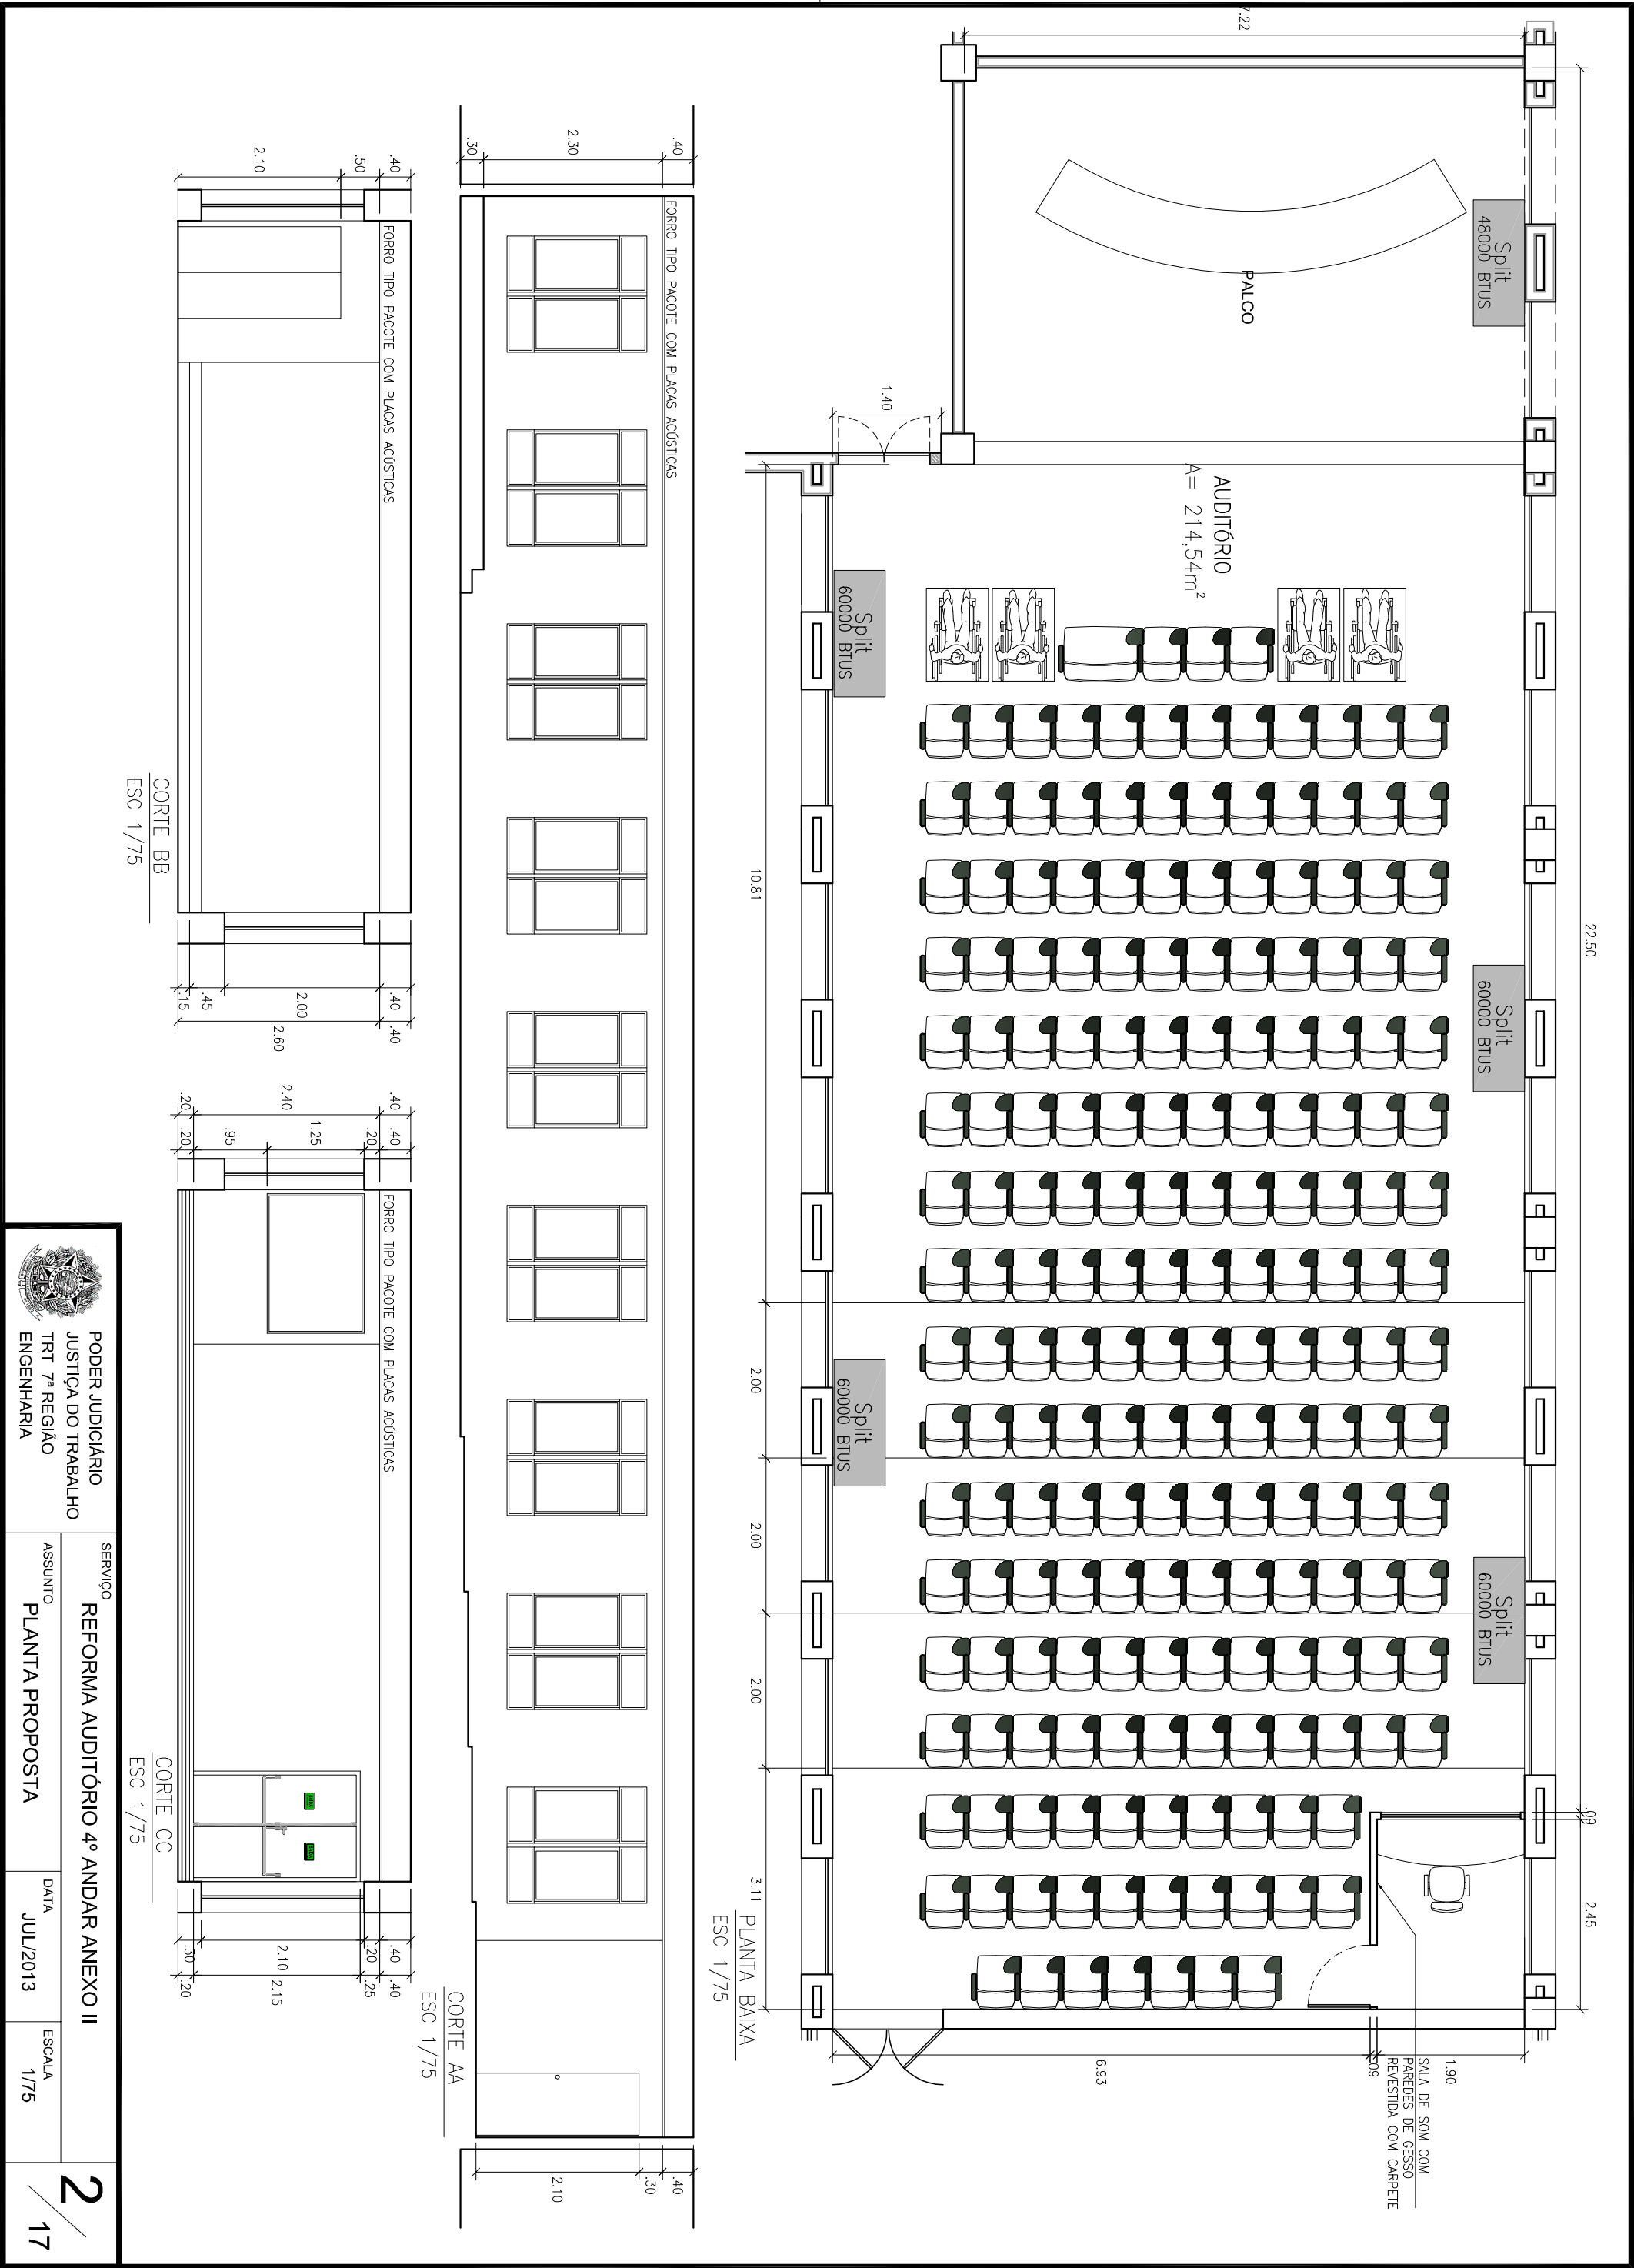 7.22
22.50
.09
2.45
Split
48000 BTUS
Split
60000 BTUS
Split
60000 BTUS
PALCO
1.40
AUDITÓRIO
A= 214,54m²
Split
60000 BTUS
Split
60000 BTUS
10.81
2.00
2.00
2.00
3.11
6.93
.09
1.90
SALA DE SOM COM
PAREDES DE GESSO
REVESTIDA COM CARPETE
PLANTA BAIXA
ESC 1/75
.40
2.30
.30
FORRO TIPO PACOTE COM PLACAS ACÚSTICAS
.40
.30
2.10
CORTE AA
ESC 1/75
.40
.50
2.10
FORRO TIPO PACOTE COM PLACAS ACÚSTICAS
.40
2.00
.45
.15
.40
2.60
CORTE BB
ESC 1/75
.40
2.40
.20
.40
.20
1.25
.95
.20
FORRO TIPO PACOTE COM PLACAS ACÚSTICAS
.40
.20
2.10
.30
.40
.25
2.15
.20
CORTE CC
ESC 1/75
PODER JUDICIÁRIO
JUSTIÇA DO TRABALHO
TRT 7ª REGIÃO
ENGENHARIA
SERVIÇO
REFORMA AUDITÓRIO 4º ANDAR ANEXO II
ASSUNTO
PLANTA PROPOSTA
DATA
JUL/2013
ESCALA
1/75
2/17